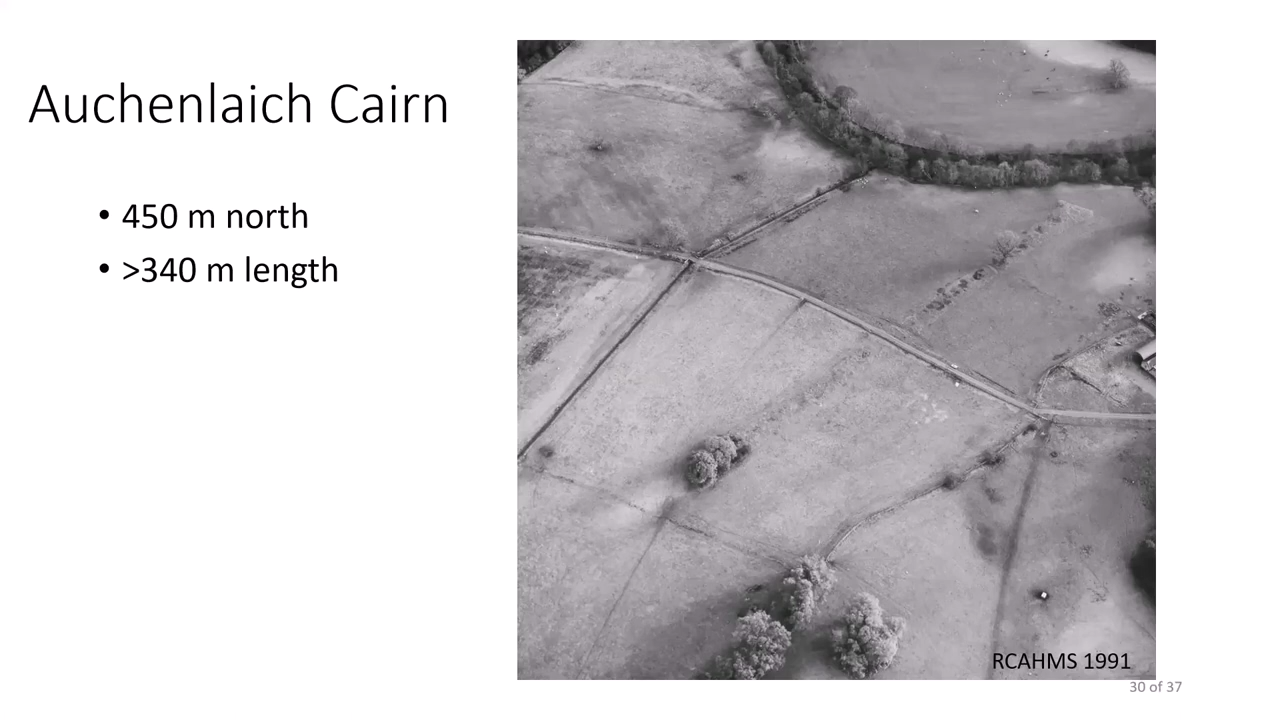 Auchenlaich Cairn
• 450 m north
• >340 m length
RCAHMS 1991
30 of 37